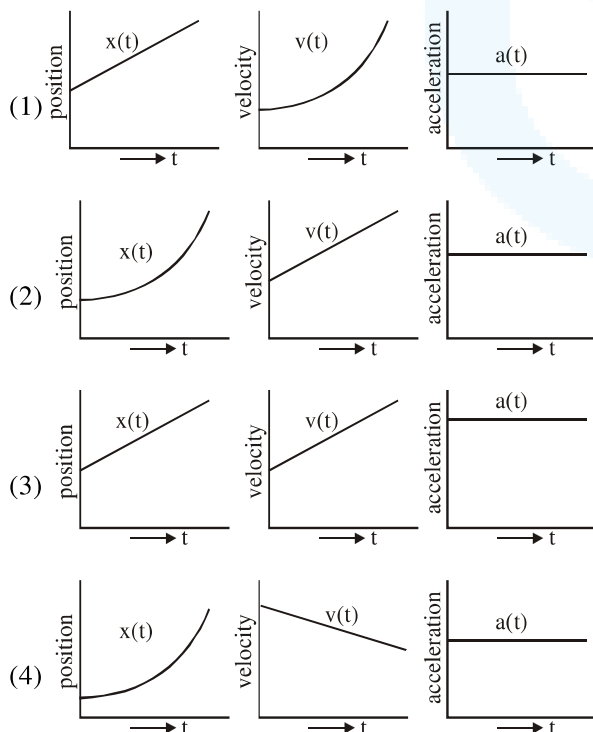 position x(t) velocity v(t) acceleration a(t)
(1)
t t t
position x(t) velocity v(t) acceleration a(t)
(2)
t t t
position x(t) velocity v(t) acceleration a(t)
(3)
t t t
position x(t) velocity v(t) acceleration a(t)
(4)
t t t